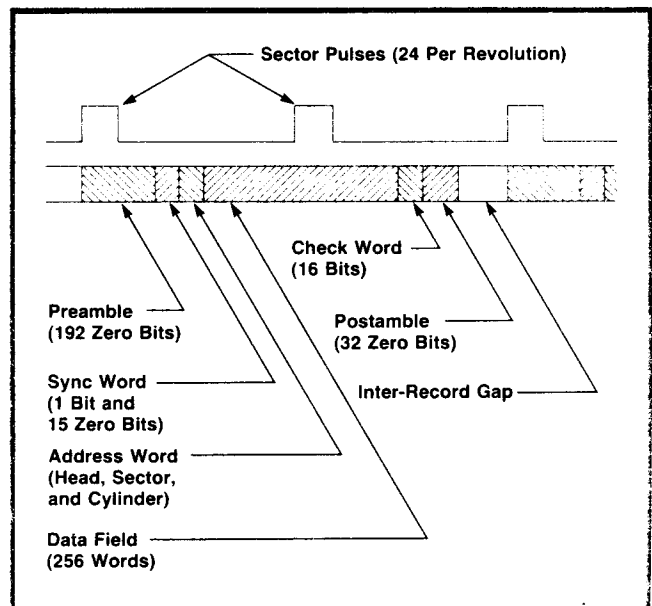 Sector Pulses (24 Per Revolution)
Check Word
(16 Bits)
Preamble
(192 Zero Bits)
Postamble
(32 Zero Bits)
Sync Word
(1 Bit and
15 Zero Bits)
Inter-Record Gap
Address Word
(Head, Sector,
and Cylinder)
Data Field
(256 Words)